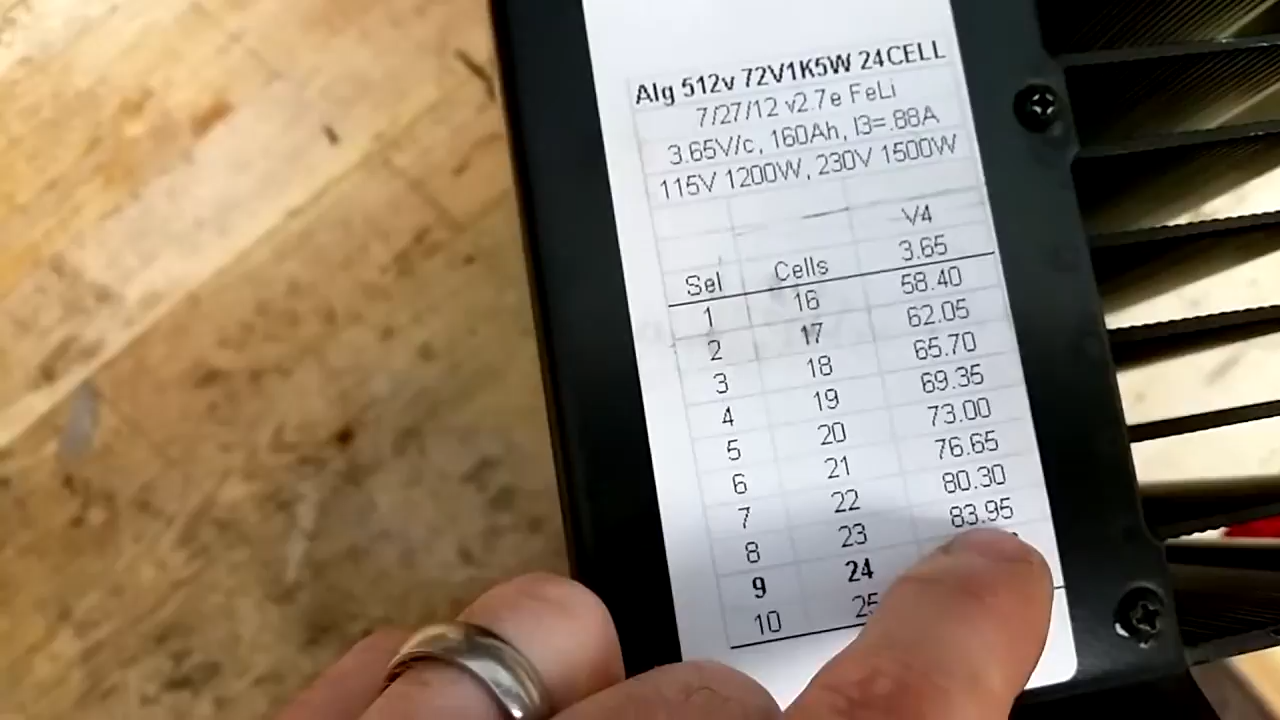 Alg 512v 72V1K5W 24CELL
7/27/12 v2.7e FeLi
3.65V/c, 160Ah, I3=.88A
115V 1200W, 230V 1500W
V4
Sel Cells 3.65
1 16 58.40
2 17 62.05
3 18 65.70
4 19 69.35
5 20 73.00
6 21 76.65
7 22 80.30
8 23 83.95
9 24
10 25